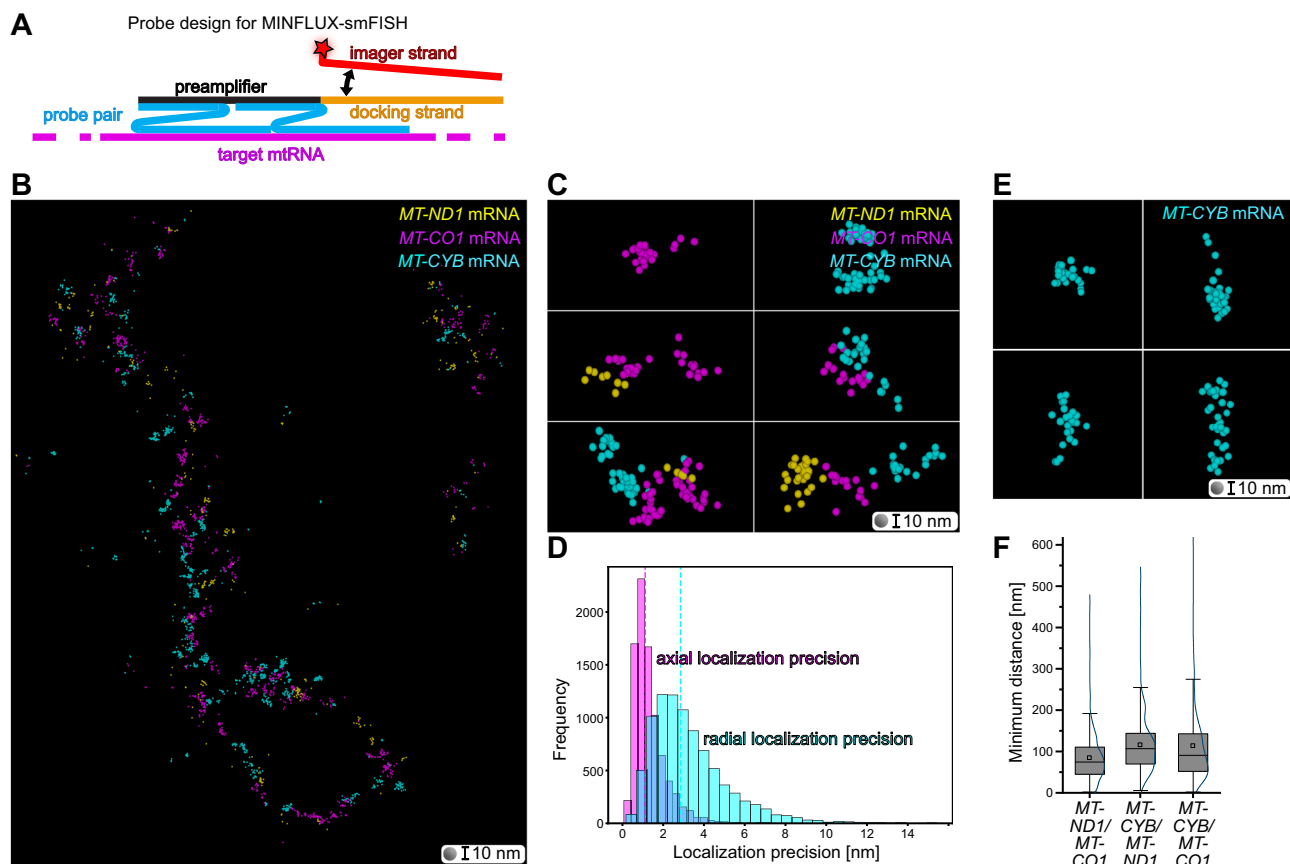 A
Probe design for MINFLUX-smFISH
imager strand
preamplifier
probe pair
docking strand
target mtRNA
B
MT-ND1 mRNA
MT-CO1 mRNA
MT-CYB mRNA
10 nm
C
MT-ND1 mRNA
MT-CO1 mRNA
MT-CYB mRNA
10 nm
D
axial localization precision
radial localization precision
Frequency
2000
1500
1000
500
0
0 2 4 6 8 10 12 14
Localization precision [nm]
E
MT-CYB mRNA
10 nm
F
Minimum distance [nm]
600
500
400
300
200
100
0
MT- MT- MT-
ND1/ CYB/ CYB/
MT- MT- MT-
CO1 ND1 CO1